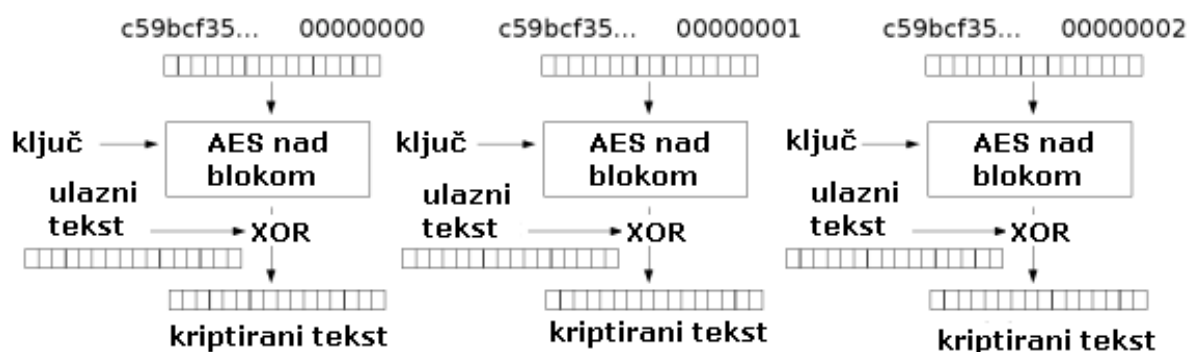 c59bcf35... 00000000
ključ
AES nad
blokom
ulazni
tekst
XOR
kriptirani tekst
c59bcf35... 00000001
ključ
AES nad
blokom
ulazni
tekst
XOR
kriptirani tekst
c59bcf35... 00000002
ključ
AES nad
blokom
ulazni
tekst
XOR
kriptirani tekst